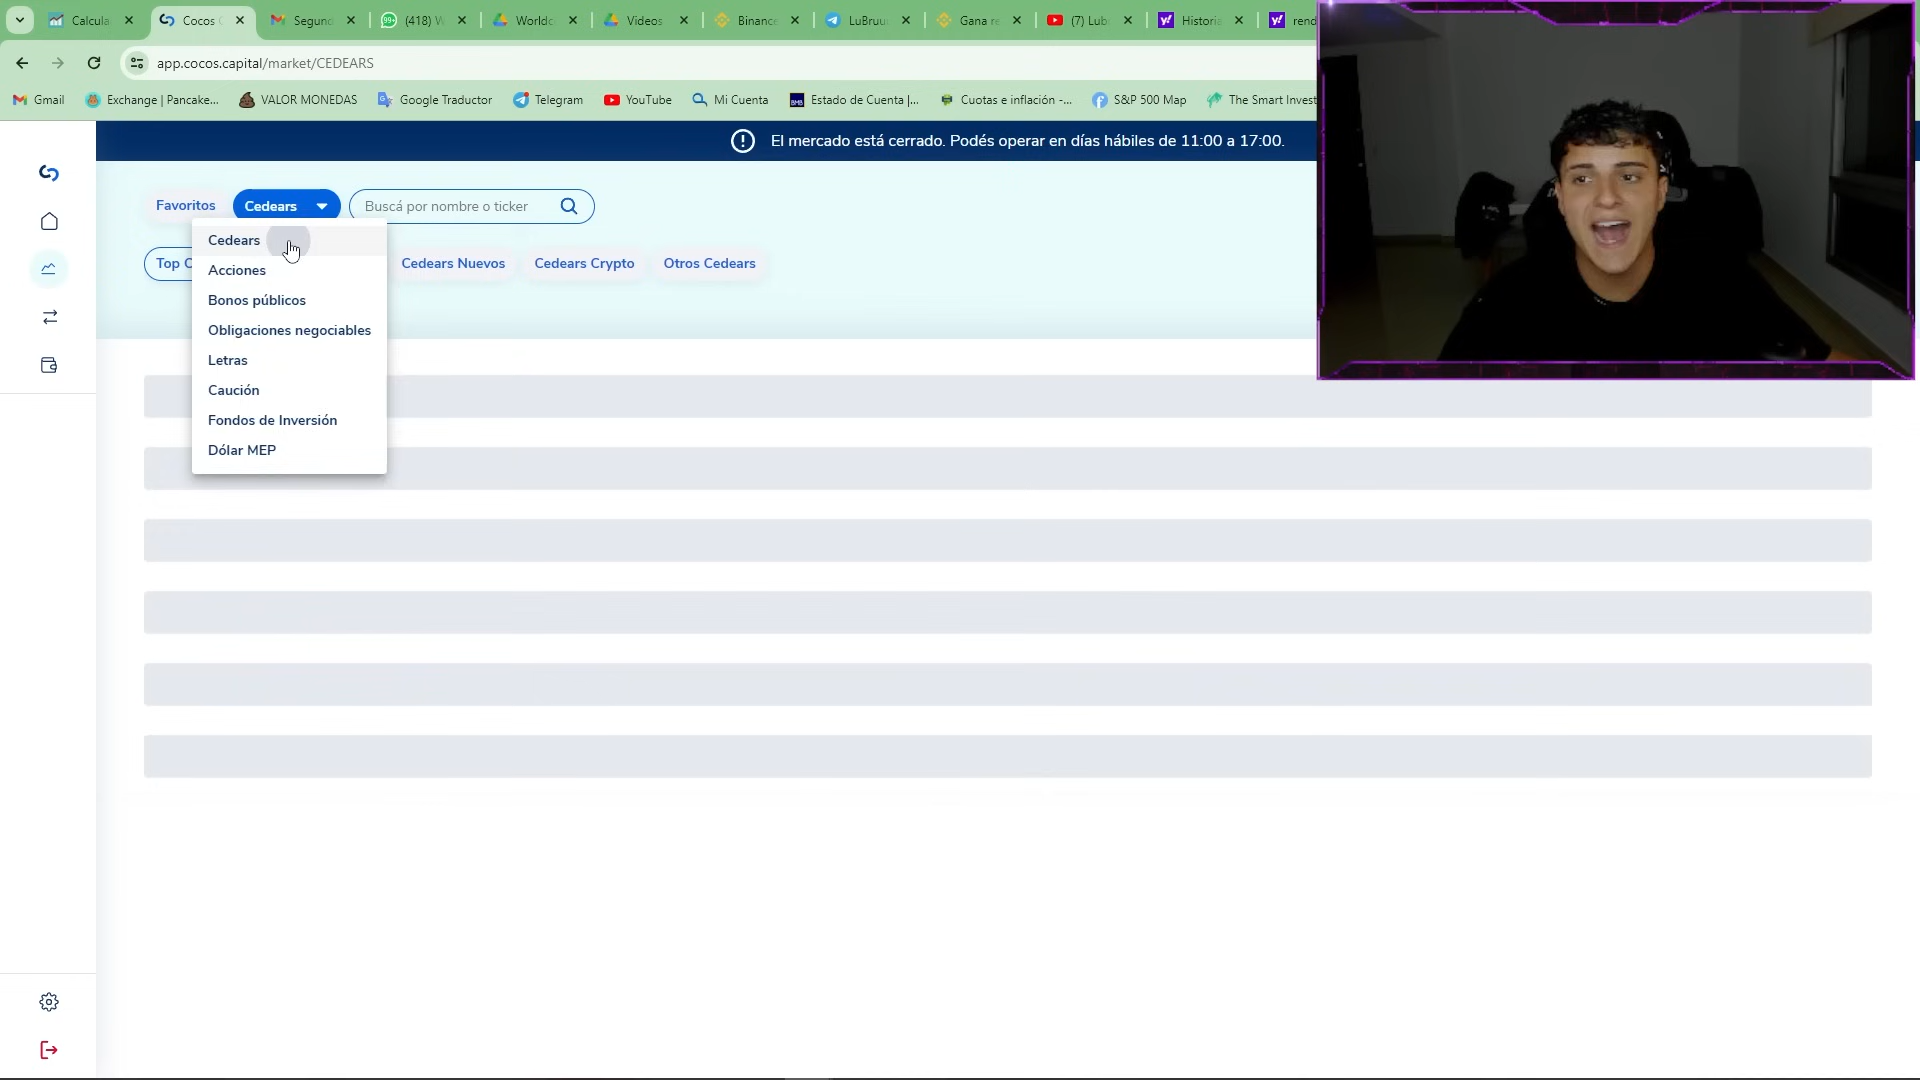 Calcula
Cocos
Segund
99+ (418) W
Worldc
Videos
Binance
LuBruu
Gana re
(7) Lub
Historia
rend
app.cocos.capital/market/CEDEARS
Gmail
Exchange | Pancake...
VALOR MONEDAS
Google Traductor
Telegram
YouTube
Mi Cuenta
Estado de Cuenta |...
Cuotas e inflación -...
S&P 500 Map
The Smart Invest
El mercado está cerrado. Podés operar en días hábiles de 11:00 a 17:00.
Favoritos
Cedears
Buscá por nombre o ticker
Top C
Cedears Nuevos
Cedears Crypto
Otros Cedears
Cedears
Acciones
Bonos públicos
Obligaciones negociables
Letras
Caución
Fondos de Inversión
Dólar MEP